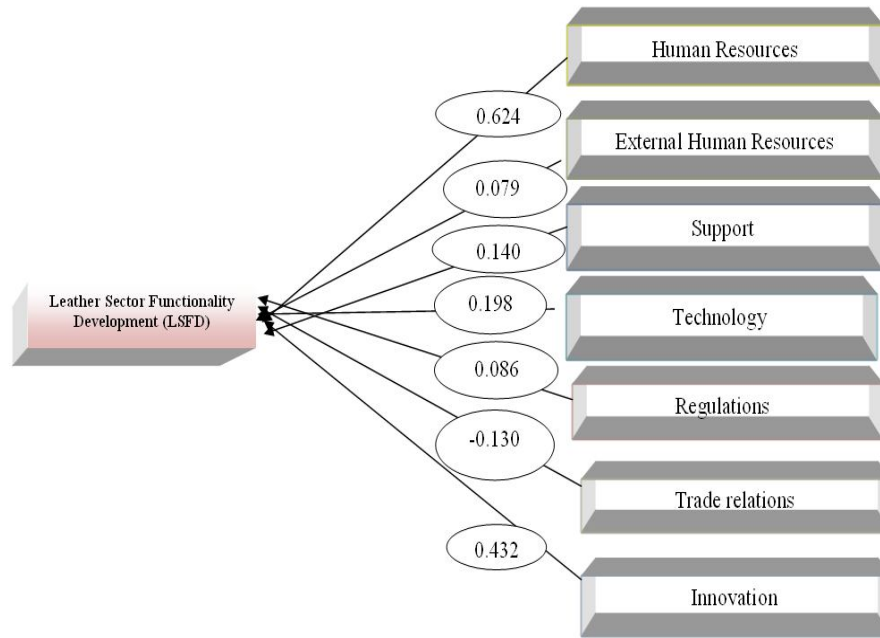 Human Resources
0.624
External Human Resources
0.079
Support
0.140
Leather Sector Functionality
Development (LSFD)
0.198
Technology
0.086
Regulations
-0.130
Trade relations
0.432
Innovation